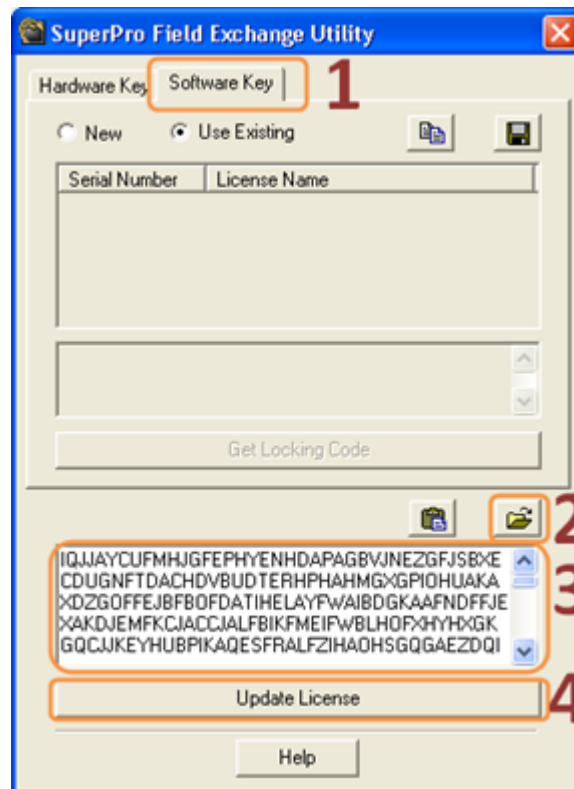 SuperPro Field Exchange Utility
Hardware Key Software Key 1
New Use Existing
Serial Number License Name
Get Locking Code
2
IQJJAYCUFMHJGFEPHYENHDAPAGBVJNEZGFJSBXE
CDUGNFTDACHDVBUDTERHPHAHMGXGPIOHUAKA
XDZGOFFEJBFBOFDATIHELAYFWAIBDGKAAFNDFFJE
3
XAKDJEMFKCJACCJALFBIKFMEIFWBLHOFXHYHXGK
GQCJJKEYHUBPIKAQESFRALFZIHAOHSGQGAEZDQI
Update License 4
Help